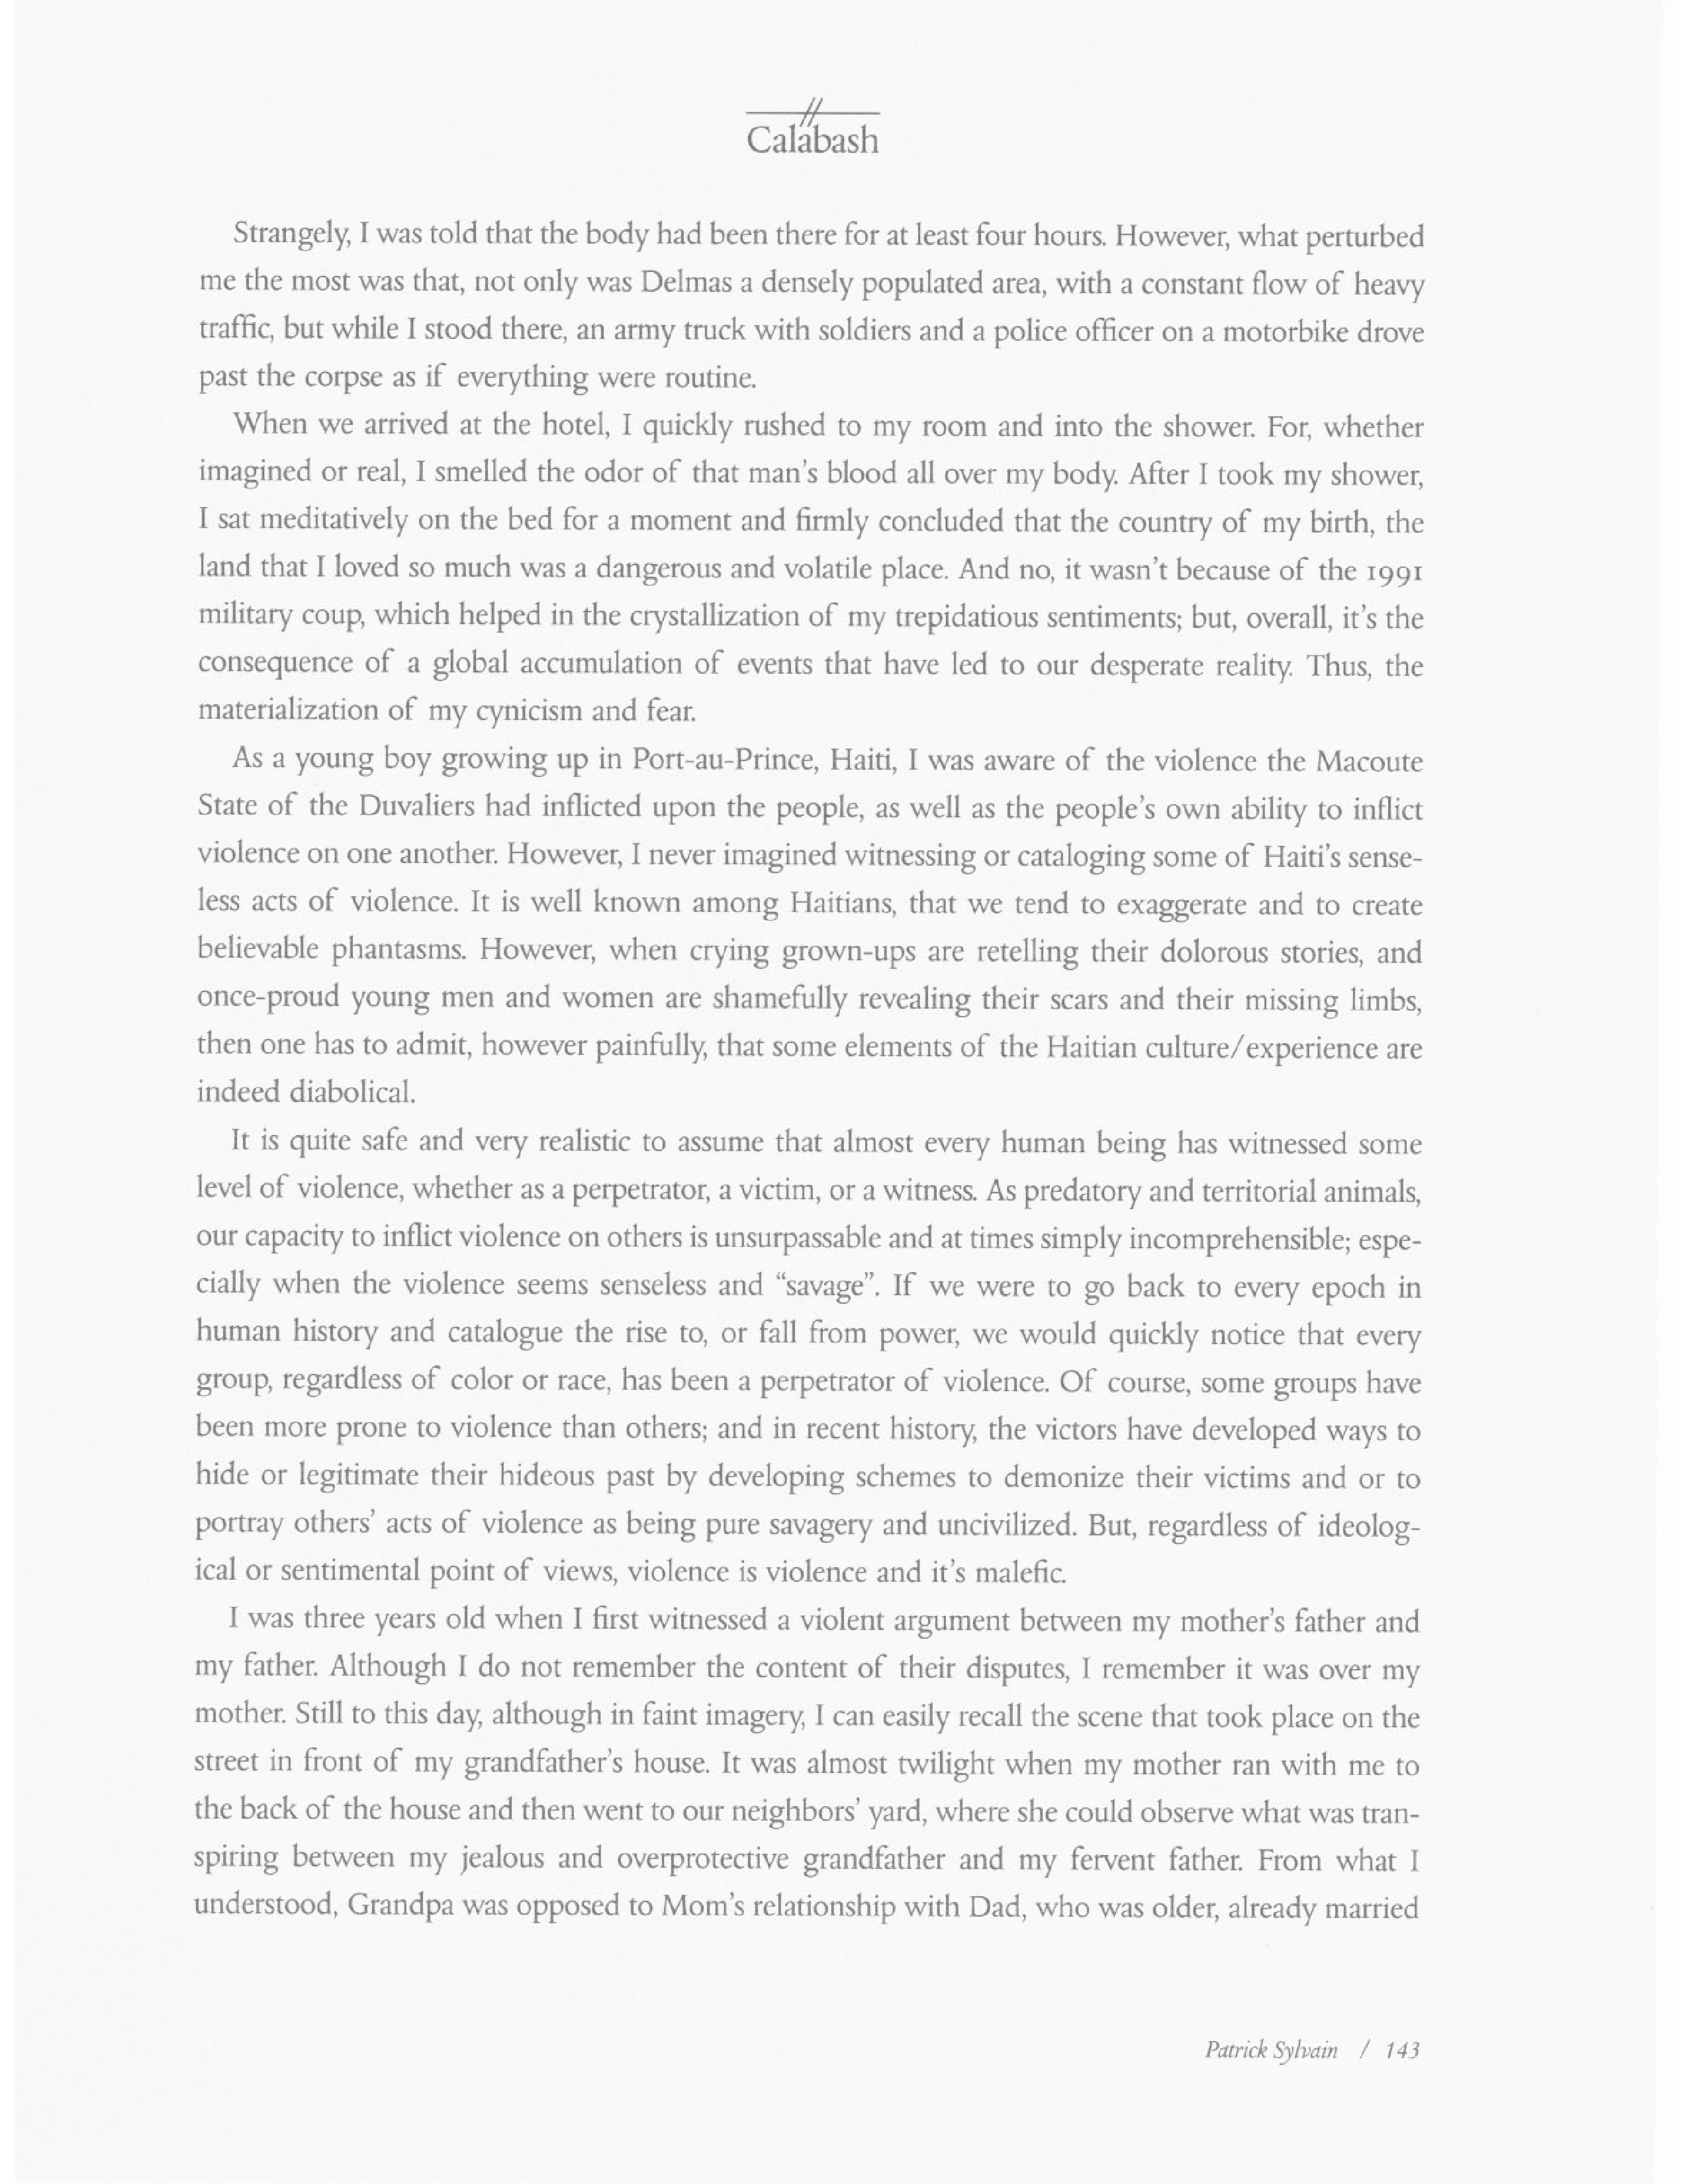 Calabash
Strangely, I was told that the body had been there for at least four hours. However, what perturbed
me the most was that, not only was Delmas a densely populated area, with a constant flow of heavy
traffic, but while I stood there, an army truck with soldiers and a police officer on a motorbike drove
past the corpse as if everything were routine.
When we arrived at the hotel, I quickly rushed to my room and into the shower. For, whether
imagined or real, I smelled the odor of that man's blood all over my body. After I took my shower,
I sat meditatively on the bed for a moment and firmly concluded that the country of my birth, the
land that I loved so much was a dangerous and volatile place. And no, it wasn't because of the 1991
military coup, which helped in the crystallization of my trepidatious sentiments; but, overall, it's the
consequence of a global accumulation of events that have led to our desperate reality. Thus, the
materialization of my cynicism and fear.
As a young boy growing up in Port-au-Prince, Haiti, I was aware of the violence the Macoute
State of the Duvaliers had inflicted upon the people, as well as the people's own ability to inflict
violence on one another. However, I never imagined witnessing or cataloging some of Haiti's sense-
less acts of violence. It is well known among Haitians, that we tend to exaggerate and to create
believable phantasms. However, when crying grown-ups are retelling their dolorous stories, and
once-proud young men and women are shamefully revealing their scars and their missing limbs,
then one has to admit, however painfully, that some elements of the Haitian culture/experience are
indeed diabolical.
It is quite safe and very realistic to assume that almost every human being has witnessed some
level of violence, whether as a perpetrator, a victim, or a witness. As predatory and territorial animals,
our capacity to inflict violence on others is unsurpassable and at times simply incomprehensible; espe-
cially when the violence seems senseless and “savage”. If we were to go back to every epoch in
human history and catalogue the rise to, or fall from power, we would quickly notice that every
group, regardless of color or race, has been a perpetrator of violence. Of course, some groups have
been more prone to violence than others; and in recent history, the victors have developed ways to
hide or legitimate their hideous past by developing schemes to demonize their victims and or to
portray others' acts of violence as being pure savagery and uncivilized. But, regardless of ideolog-
ical or sentimental point of views, violence is violence and it's malefic.
I was three years old when I first witnessed a violent argument between my mother's father and
my father. Although I do not remember the content of their disputes, I remember it was over my
mother. Still to this day, although in faint imagery, I can easily recall the scene that took place on the
street in front of my grandfather's house. It was almost twilight when my mother ran with me to
the back of the house and then went to our neighbors' yard, where she could observe what was tran-
spiring between my jealous and overprotective grandfather and my fervent father. From what I
understood, Grandpa was opposed to Mom's relationship with Dad, who was older, already married
Patrick Sylvain / 143